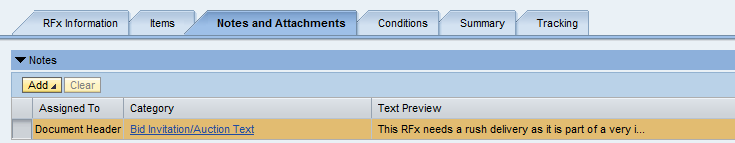 RFx Information Items Notes and Attachments Conditions Summary Tracking
Notes
Add Clear
Assigned To Category Text Preview
Document Header Bid Invitation/Auction Text This RFx needs a rush delivery as it is part of a very i...